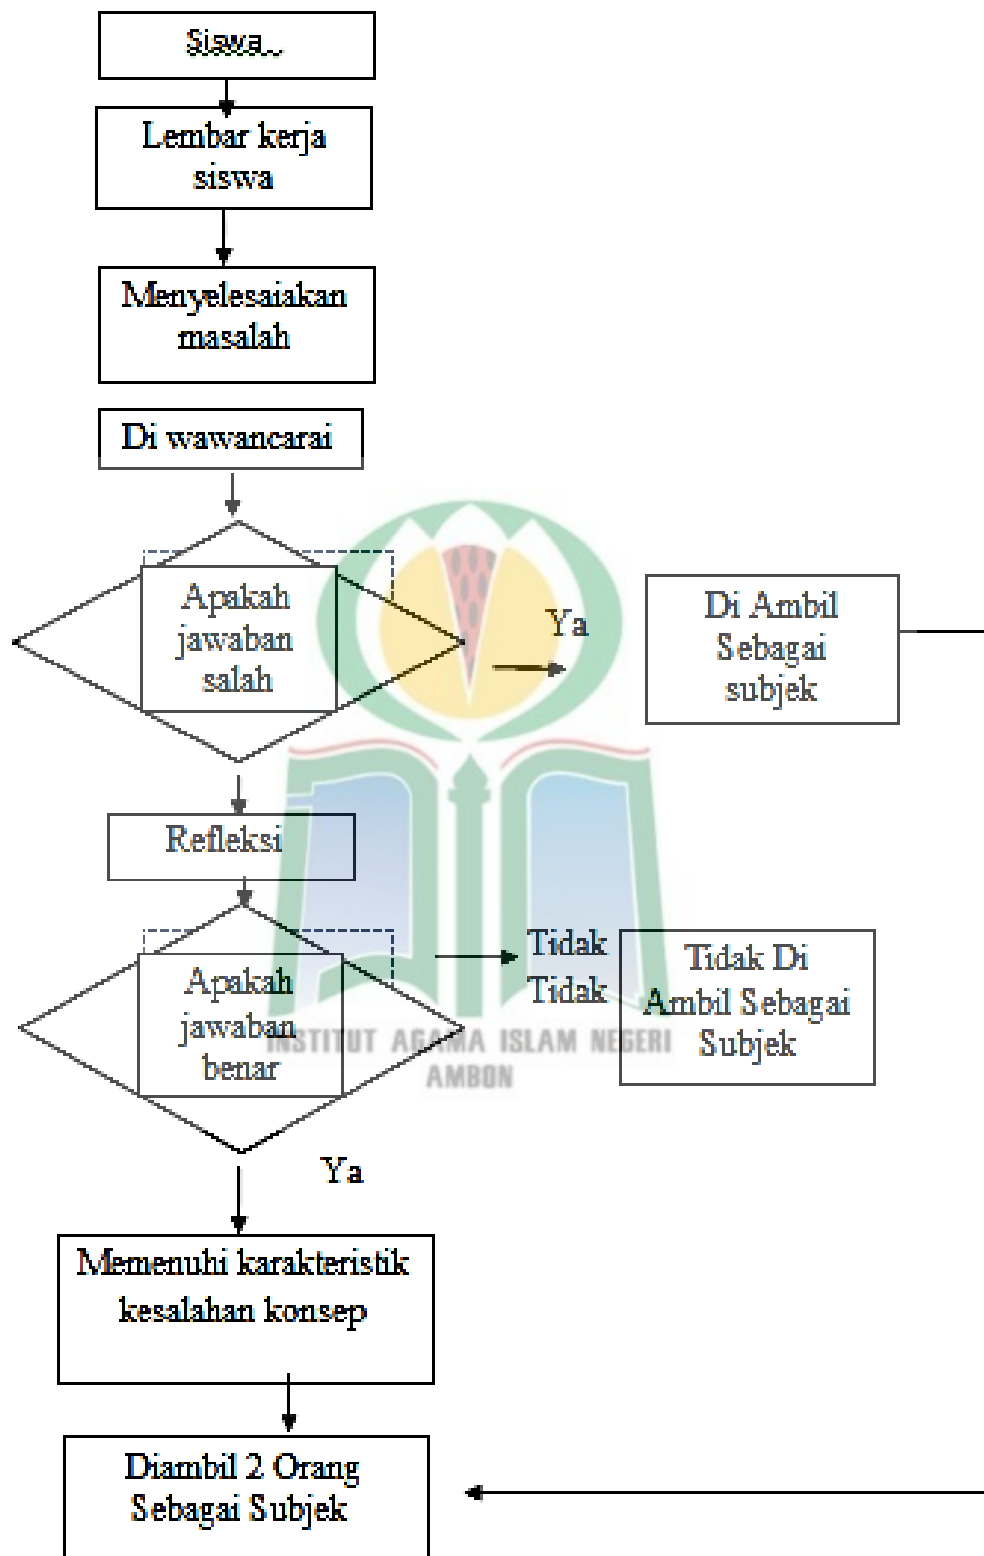 Siswa..
Lembar kerja
siswa
Menyelesaiakan
masalah
Di wawancarai
Apakah
jawaban
salah
Ya
Di Ambil
Sebagai
subjek
Refleksi
Apakah
jawaban
benar
Tidak
Tidak
Tidak Di
Ambil Sebagai
Subjek
INSTITUT AGAMA ISLAM NEGERI
AMBON
Ya
Memenuhi karakteristik
kesalahan konsep
Diambil 2 Orang
Sebagai Subjek